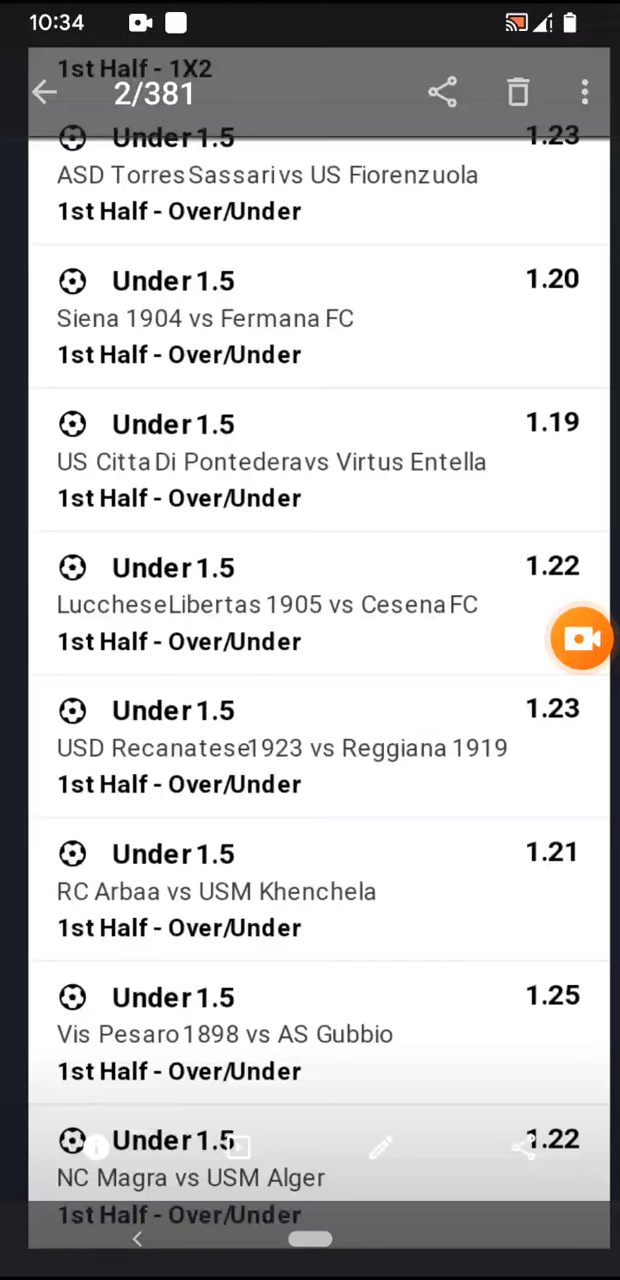 10:34
1st Half - 1X2
2/381
Under 1.5 1.23
ASD Torres Sassari vs US Fiorenzuola
1st Half - Over/Under
Under 1.5 1.20
Siena 1904 vs Fermana FC
1st Half - Over/Under
Under 1.5 1.19
US Citta Di Pontedera vs Virtus Entella
1st Half - Over/Under
Under 1.5 1.22
Lucchese Libertas 1905 vs Cesena FC
1st Half - Over/Under
Under 1.5 1.23
USD Recanatese 1923 vs Reggiana 1919
1st Half - Over/Under
Under 1.5 1.21
RC Arbaa vs USM Khenchela
1st Half - Over/Under
Under 1.5 1.25
Vis Pesaro 1898 vs AS Gubbio
1st Half - Over/Under
Under 1.5 1.22
NC Magra vs USM Alger
1st Half - Over/Under